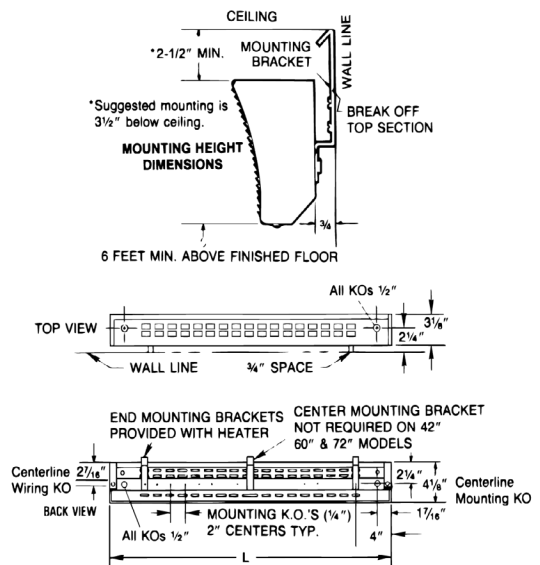 CEILING
*2-1/2" MIN.
MOUNTING
BRACKET
WALL LINE
*Suggested mounting is
3½" below ceiling.
BREAK OFF
TOP SECTION
MOUNTING HEIGHT
DIMENSIONS
¾
6 FEET MIN. ABOVE FINISHED FLOOR
All KOs ½"
TOP VIEW
3⅛"
2¼"
WALL LINE
¾" SPACE
END MOUNTING BRACKETS
PROVIDED WITH HEATER
CENTER MOUNTING BRACKET
NOT REQUIRED ON 42"
60" & 72" MODELS
Centerline
Wiring KO
2⁷⁄₁₆"
2¼"
4⅛"
Centerline
Mounting KO
BACK VIEW
All KOs ½"
MOUNTING K.O.'S (¼")
2" CENTERS TYP.
1⁷⁄₁₆"
4"
L